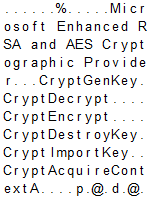 ......%.....Micr
osoft Enhanced R
SA and AES Crypt
ographic Provide
r...CryptGenKey.
CryptDecrypt....
CryptEncrypt....
CryptDestroyKey.
CryptImportKey..
CryptAcquireCont
extA....p.@.d.@.